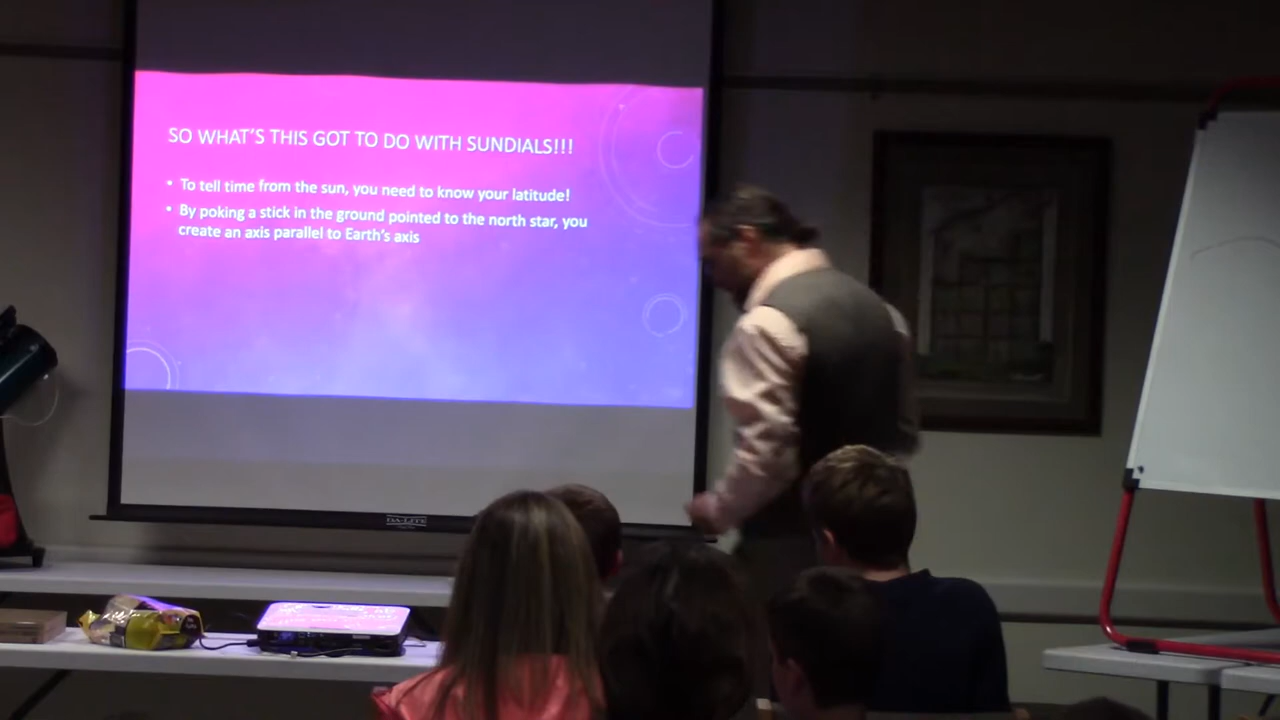 SO WHAT'S THIS GOT TO DO WITH SUNDIALS!!!
• To tell time from the sun, you need to know your latitude!
• By poking a stick in the ground pointed to the north star, you
create an axis parallel to Earth's axis
DA-LITE